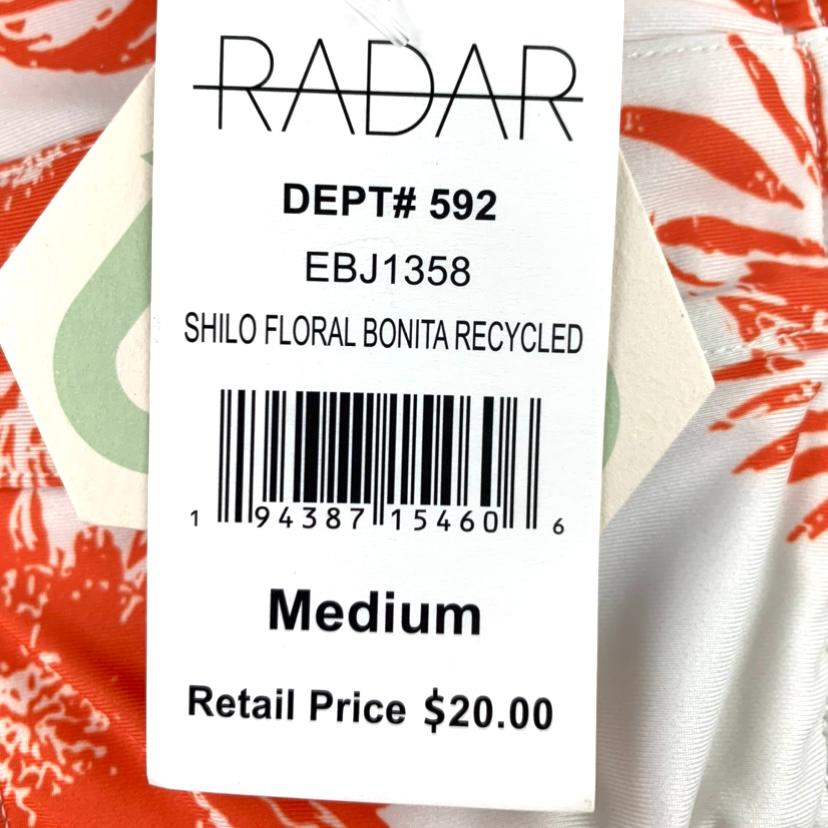 RADAR
DEPT# 592
EBJ1358
SHILO FLORAL BONITA RECYCLED
1 94387 15460 6
Medium
Retail Price $20.00